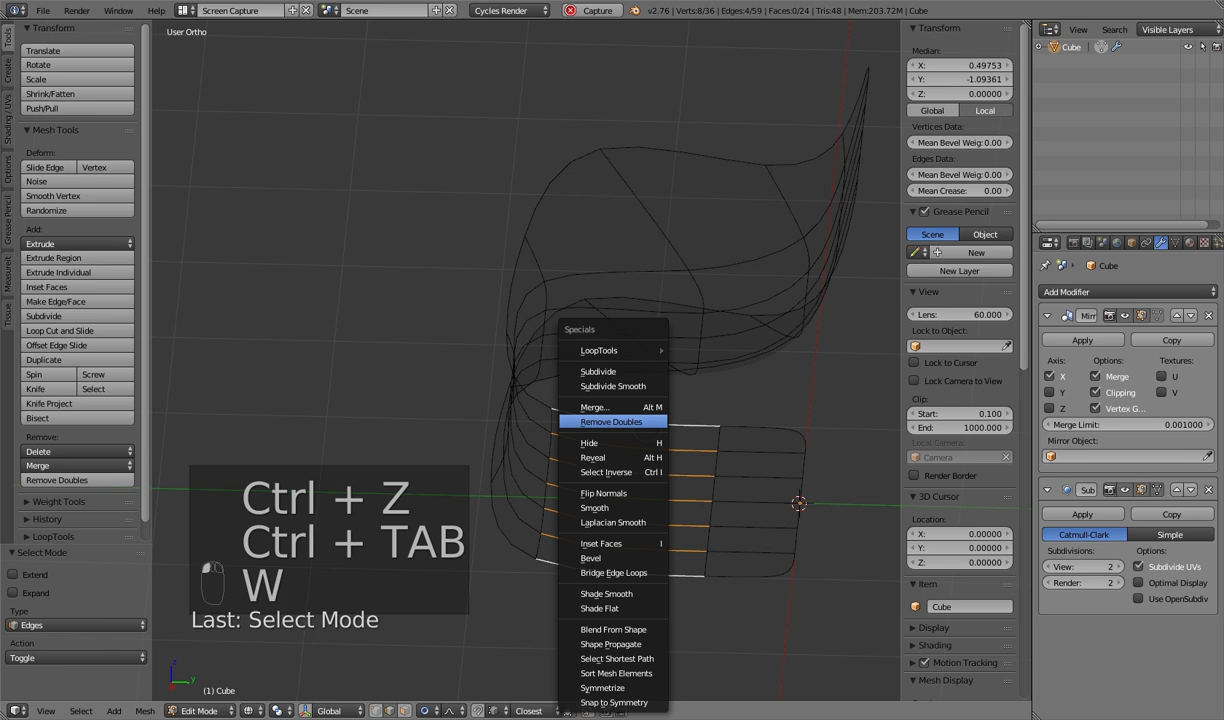 File Render Window Help Screen Capture Scene Cycles Render Capture v2.76 | Verts:8/36 | Edges:4/59 | Faces:0/24 | Tris:48 | Mem:203.72M | Cube
Tools
Create
Shading / UVs
Options
Grease Pencil
Measureit
Tissue
Transform
Translate
Rotate
Scale
Shrink/Fatten
Push/Pull
Mesh Tools
Deform:
Slide Edge Vertex
Noise
Smooth Vertex
Randomize
Add:
Extrude
Extrude Region
Extrude Individual
Inset Faces
Make Edge/Face
Subdivide
Loop Cut and Slide
Offset Edge Slide
Duplicate
Spin Screw
Knife Select
Knife Project
Bisect
Remove:
Delete
Merge
Remove Doubles
Weight Tools
History
LoopTools
Select Mode
Extend
Expand
Type
Edges
Action
Toggle
User Ortho
Ctrl + Z
Ctrl + TAB
W
Last: Select Mode
z
y
(1) Cube
Specials
LoopTools
Subdivide
Subdivide Smooth
Merge... Alt M
Remove Doubles
Hide H
Reveal Alt H
Select Inverse Ctrl I
Flip Normals
Smooth
Laplacian Smooth
Inset Faces I
Bevel
Bridge Edge Loops
Shade Smooth
Shade Flat
Blend From Shape
Shape Propagate
Select Shortest Path
Sort Mesh Elements
Symmetrize
Snap to Symmetry
View Select Add Mesh Edit Mode Global Closest
Transform
Median:
X: 0.49753
Y: -1.09361
Z: 0.00000
Global Local
Vertices Data:
Mean Bevel Weig: 0.00
Edges Data:
Mean Bevel Weig: 0.00
Mean Crease: 0.00
Grease Pencil
Scene Object
New
New Layer
View
Lens: 60.000
Lock to Object:
Lock to Cursor
Lock Camera to View
Clip:
Start: 0.100
End: 1000.000
Local Camera:
Camera
Render Border
3D Cursor
Location:
X: 0.00000
Y: 0.00000
Z: 0.00000
Item
Cube
Display
Shading
Motion Tracking
Mesh Display
View Search Visible Layers
Cube
Cube
Add Modifier
Mirr
Apply Copy
Axis: Options: Textures:
X Merge U
Y Clipping V
Z Vertex G...
Merge Limit: 0.001000
Mirror Object:
Sub
Apply Copy
Catmull-Clark Simple
Subdivisions: Options:
View: 2 Subdivide UVs
Render: 2 Optimal Display
Use OpenSubdiv